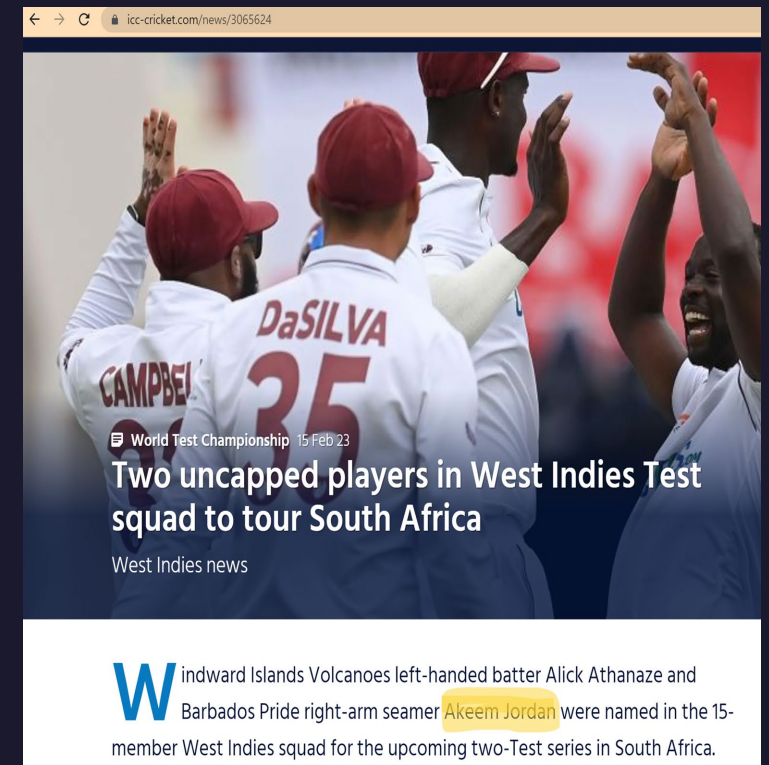 icc-cricket.com/news/3065624
DaSILVA
35
World Test Championship 15 Feb 23
Two uncapped players in West Indies Test
squad to tour South Africa
West Indies news
Windward Islands Volcanoes left-handed batter Alick Athanaze and
Barbados Pride right-arm seamer Akeem Jordan were named in the 15-
member West Indies squad for the upcoming two-Test series in South Africa.